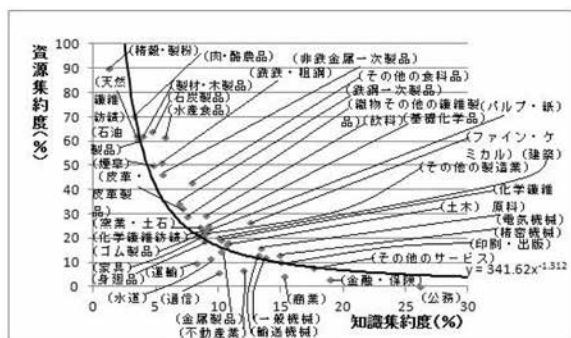 資源集約度(%)
100
90
80
70
60
50
40
30
20
10
0
(精穀・製粉)
(肉・酪農品)
(非鉄金属一次製品)
(天然繊維紡績)
(製材・木製品)
(銑鉄・粗鋼)
(その他の食料品)
(石炭製品)
(鉄鋼一次製品)
(水産食品)
(織物その他の繊維製品)
(パルプ・紙)
(石油製品)
(飲料)
(基礎化学品)
(ファイン・ケミカル)
(建築)
(煙草)
(その他の製造業)
(皮革・皮革製品)
(化学繊維原料)
(土木)
(窯業・土石)
(電気機械)
(化学繊維紡績)
(精密機械)
(ゴム製品)
(印刷・出版)
(家具)
(運輸)
(その他のサービス)
(身廻品)
y = 341.62x^-1.312
(金融・保険)
(水道)
(通信)
(商業)
(公務)
(金属製品)
(一般機械)
(不動産業)
(輸送機械)
0 5 10 15 20 25 30
知識集約度(%)